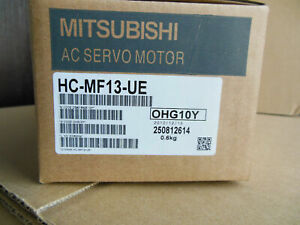 MITSUBISHI
AC SERVO MOTOR
HC-MF13-UE
OHG10Y
250812614
0.6kg